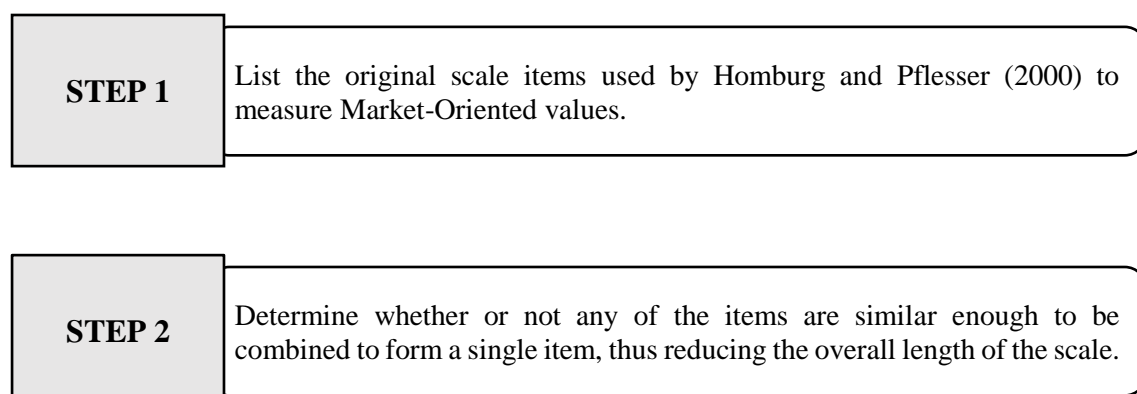 STEP 1
List the original scale items used by Homburg and Pflesser (2000) to
measure Market-Oriented values.
STEP 2
Determine whether or not any of the items are similar enough to be
combined to form a single item, thus reducing the overall length of the scale.